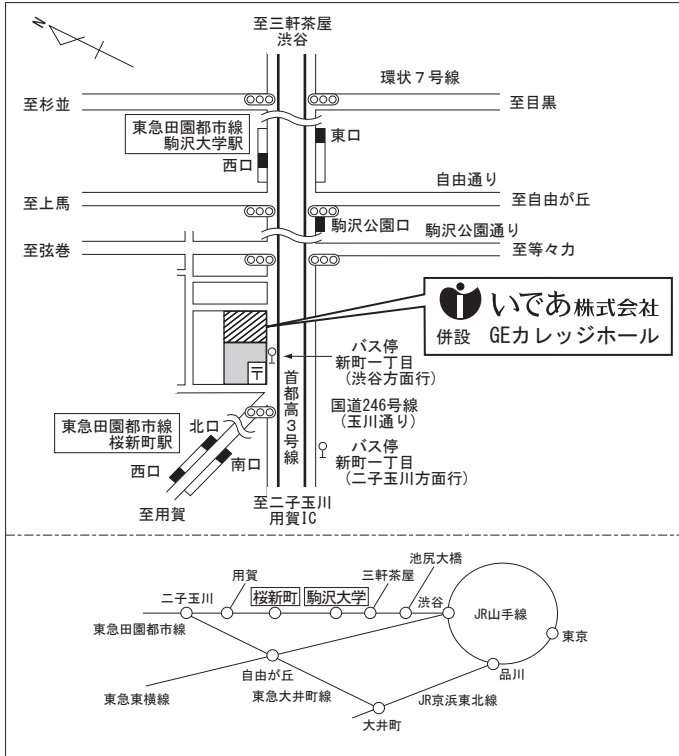 至三軒茶屋
渋谷
N
環状７号線
至杉並
至目黒
東急田園都市線
駒沢大学駅
東口
西口
自由通り
至上馬
至自由が丘
駒沢公園口
駒沢公園通り
至弦巻
至等々力
いであ株式会社
併設 GEカレッジホール
バス停
新町一丁目
(渋谷方面行)
〒
首都高３号線
国道246号線
(玉川通り)
東急田園都市線
桜新町駅
北口
西口
南口
バス停
新町一丁目
(二子玉川方面行)
至用賀
至二子玉川
用賀IC
池尻大橋
用賀
三軒茶屋
二子玉川
桜新町
駒沢大学
渋谷
JR山手線
東急田園都市線
東京
自由が丘
品川
東急東横線
東急大井町線
JR京浜東北線
大井町